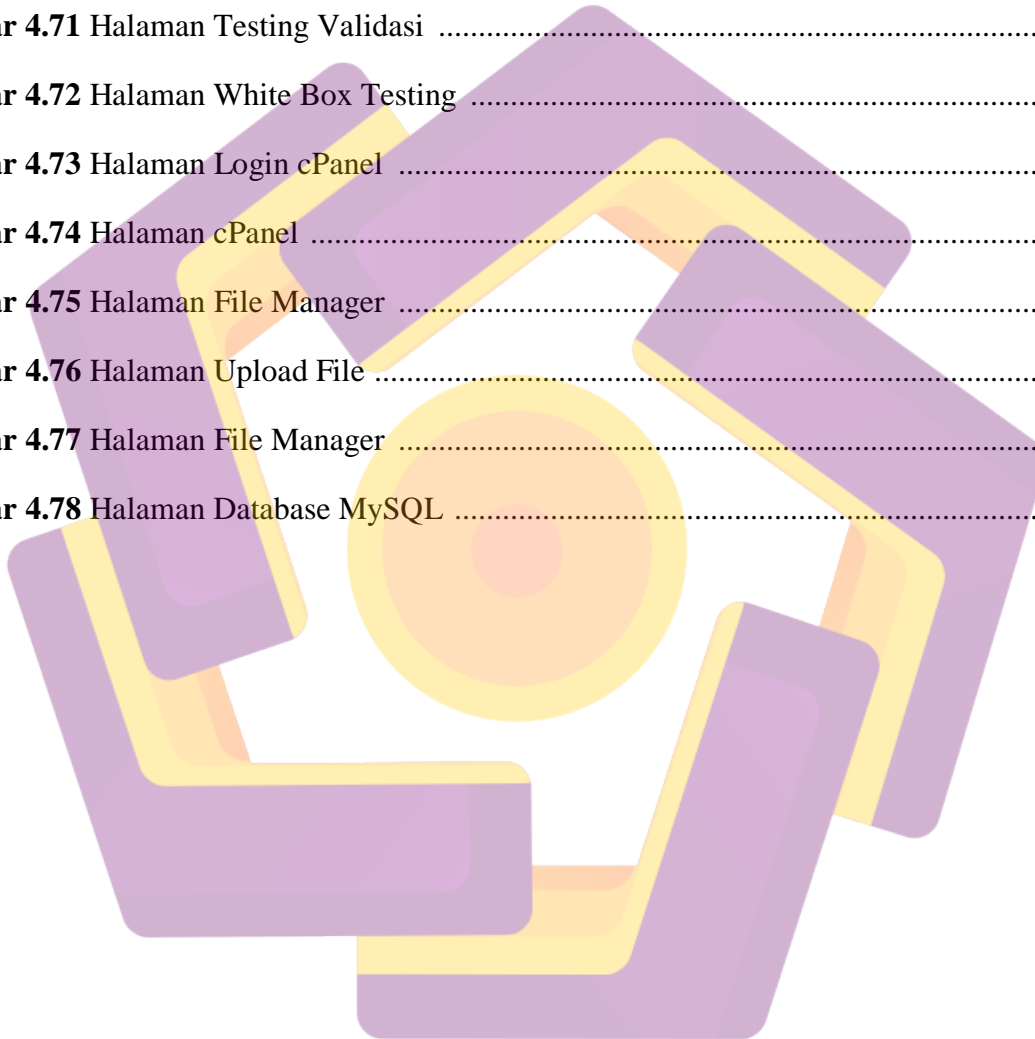 ar 4.71 Halaman Testing Validasi ........................................................................
ar 4.72 Halaman White Box Testing ....................................................................
ar 4.73 Halaman Login cPanel .............................................................................
ar 4.74 Halaman cPanel ........................................................................................
ar 4.75 Halaman File Manager .............................................................................
ar 4.76 Halaman Upload File ................................................................................
ar 4.77 Halaman File Manager .............................................................................
ar 4.78 Halaman Database MySQL ......................................................................